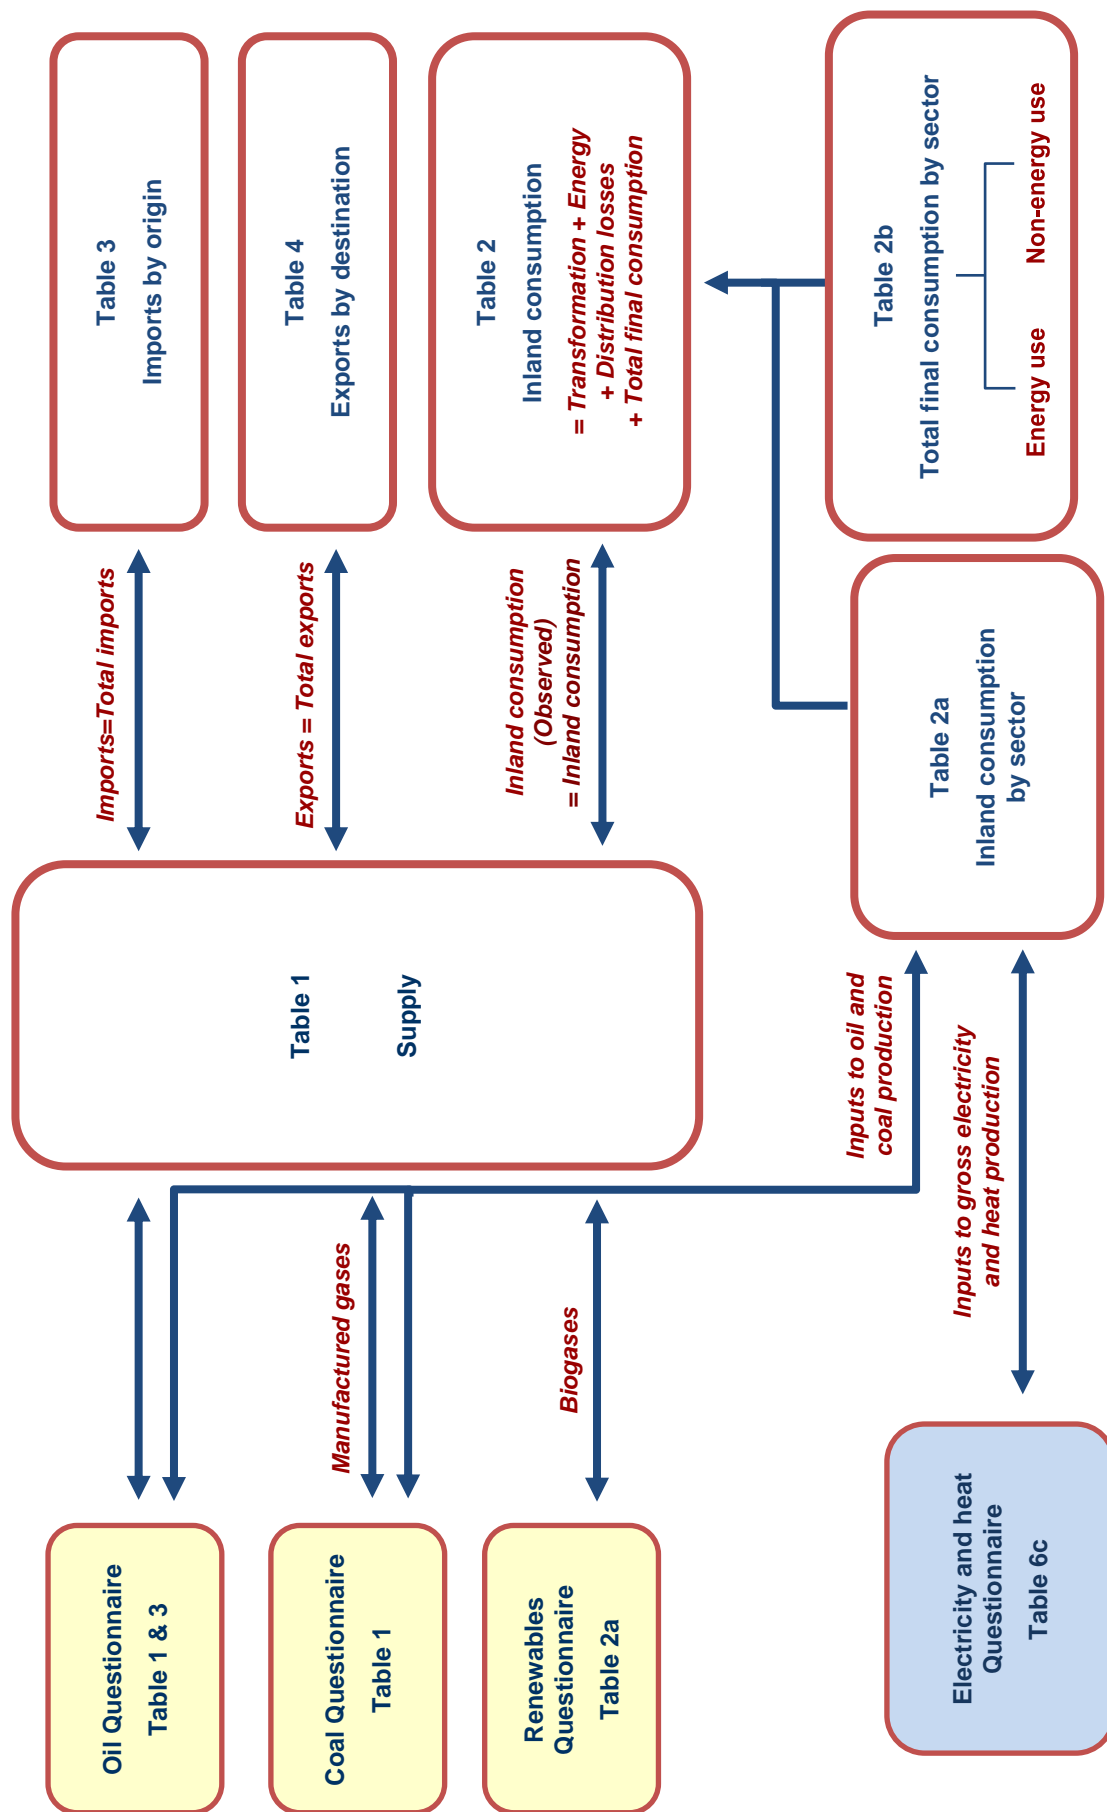 Oil Questionnaire
Table 1 & 3
Coal Questionnaire
Table 1
Renewables
Questionnaire
Table 2a
Electricity and heat
Questionnaire
Table 6c
Manufactured gases
Biogases
Inputs to oil and
coal production
Inputs to gross electricity
and heat production
Table 1
Supply
Imports=Total imports
Exports = Total exports
Inland consumption
(Observed)
= Inland consumption
Table 3
Imports by origin
Table 4
Exports by destination
Table 2
Inland consumption
= Transformation + Energy
+ Distribution losses
+ Total final consumption
Table 2a
Inland consumption
by sector
Table 2b
Total final consumption by sector
Energy use
Non-energy use